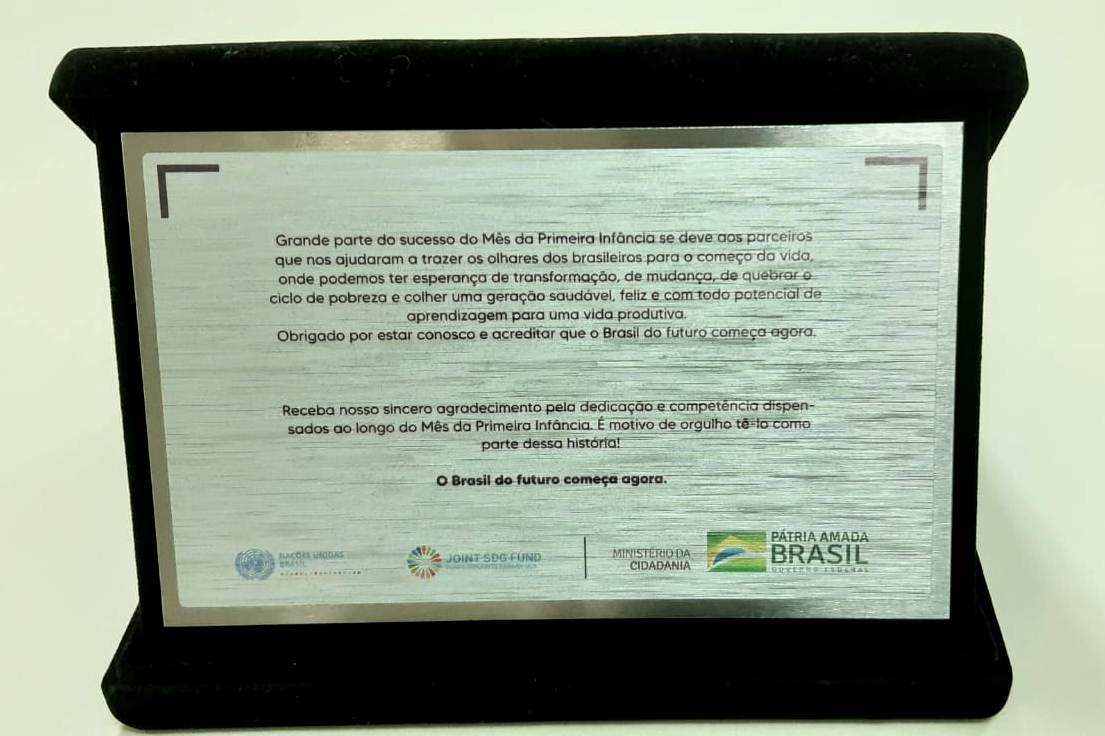 Grande parte do sucesso do Mês da Primeira Infância se deve aos parceiros
que nos ajudaram a trazer os olhares dos brasileiros para o começo da vida,
onde podemos ter esperança de transformação, de mudança, de quebrar o
ciclo de pobreza e colher uma geração saudável, feliz e com todo potencial de
aprendizagem para uma vida produtiva.
Obrigado por estar conosco e acreditar que o Brasil do futuro começa agora.
Receba nosso sincero agradecimento pela dedicação e competência dispen-
sados ao longo do Mês da Primeira Infância. É motivo de orgulho tê-lo como
parte dessa história!
O Brasil do futuro começa agora.
NAÇÕES UNIDAS
BRASIL
JOINT SDG FUND
MINISTÉRIO DA
CIDADANIA
PÁTRIA AMADA
BRASIL
GOVERNO FEDERAL